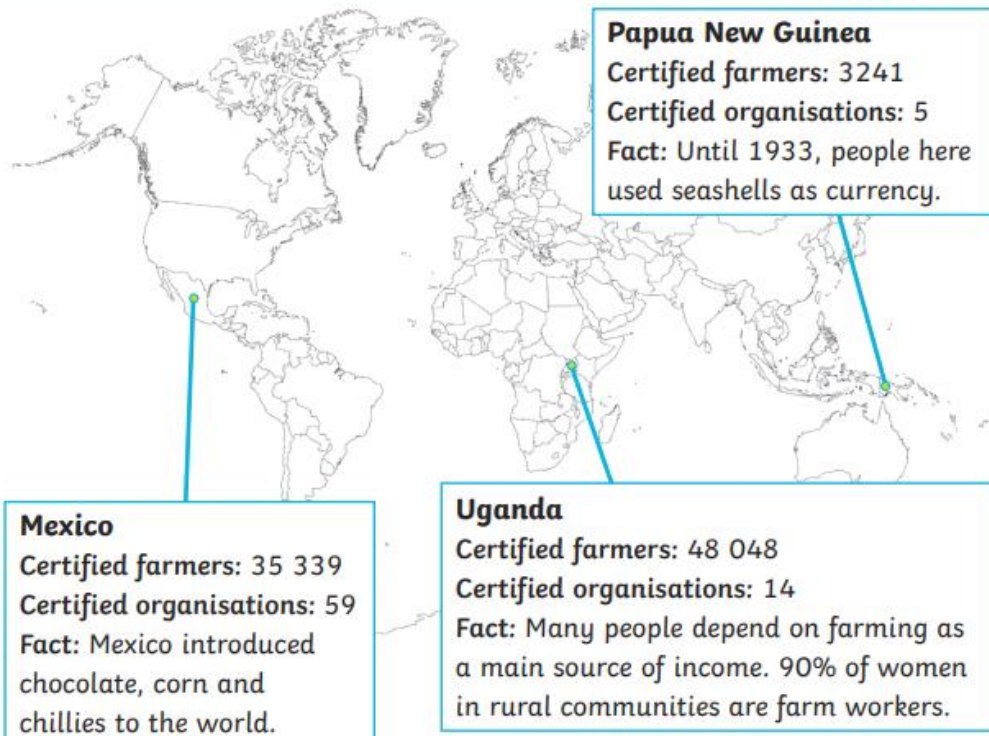 Papua New Guinea
Certified farmers: 3241
Certified organisations: 5
Fact: Until 1933, people here
used seashells as currency.
Mexico
Certified farmers: 35 339
Certified organisations: 59
Fact: Mexico introduced
chocolate, corn and
chillies to the world.
Uganda
Certified farmers: 48 048
Certified organisations: 14
Fact: Many people depend on farming as
a main source of income. 90% of women
in rural communities are farm workers.